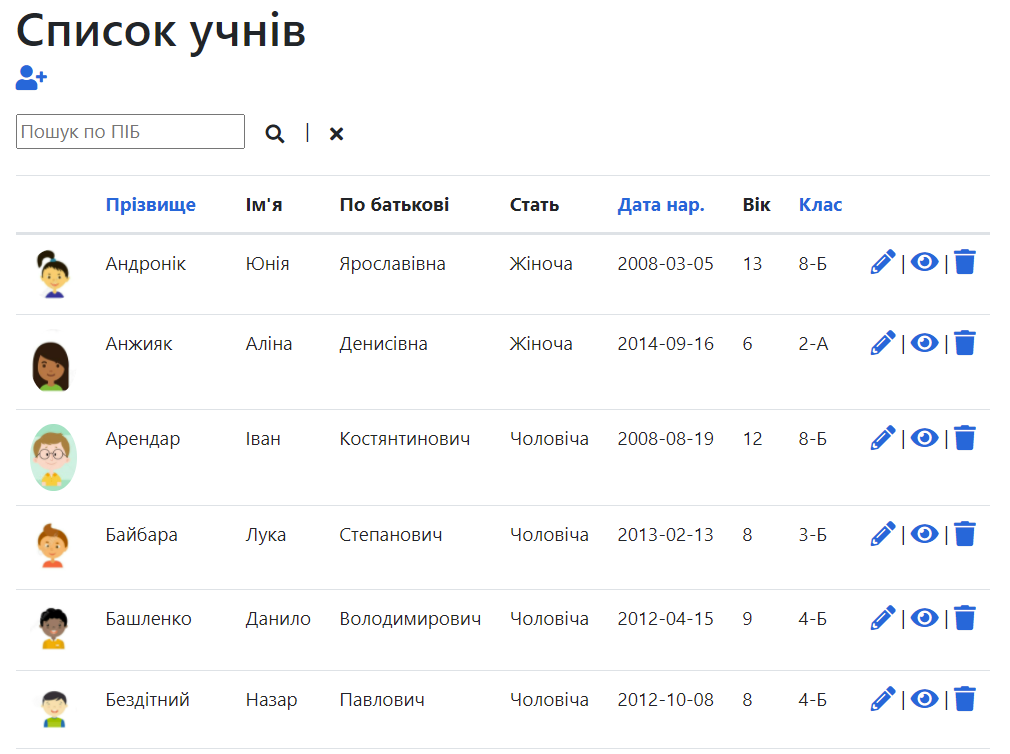 Список учнів
Пошук по ПІБ |
Прізвище Ім'я По батькові Стать Дата нар. Вік Клас
Андронік Юнія Ярославівна Жіноча 2008-03-05 13 8-Б | |
Анжияк Аліна Денисівна Жіноча 2014-09-16 6 2-А | |
Арендар Іван Костянтинович Чоловіча 2008-08-19 12 8-Б | |
Байбара Лука Степанович Чоловіча 2013-02-13 8 3-Б | |
Башленко Данило Володимирович Чоловіча 2012-04-15 9 4-Б | |
Бездітний Назар Павлович Чоловіча 2012-10-08 8 4-Б | |